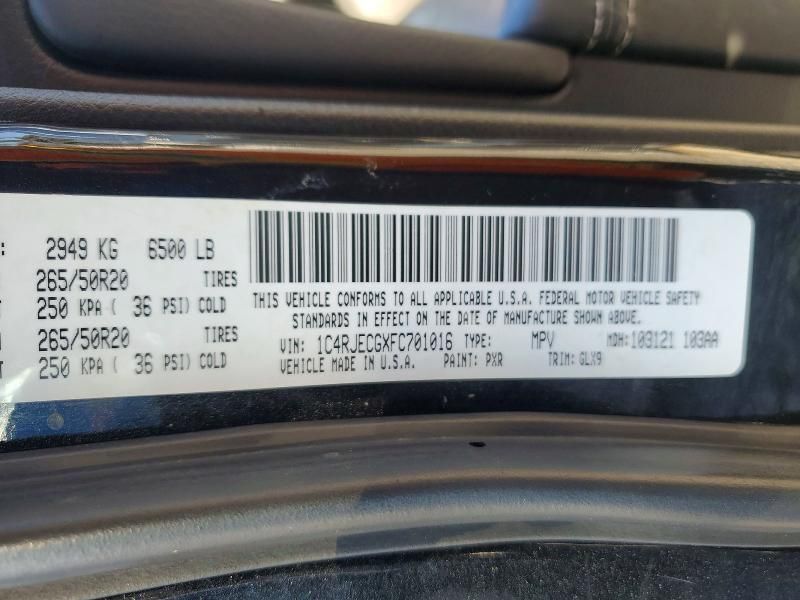 : 2949 KG 6500 LB
265/50R20 TIRES
T 250 KPA ( 36 PSI) COLD
265/50R20 TIRES
T 250 KPA ( 36 PSI) COLD
THIS VEHICLE CONFORMS TO ALL APPLICABLE U.S.A. FEDERAL MOTOR VEHICLE SAFETY
STANDARDS IN EFFECT ON THE DATE OF MANUFACTURE SHOWN ABOVE.
VIN: 1C4RJECGXFC701016 TYPE: MPV MDH: 103121 103AA
VEHICLE MADE IN U.S.A. PAINT: PXR TRIM: GLX9